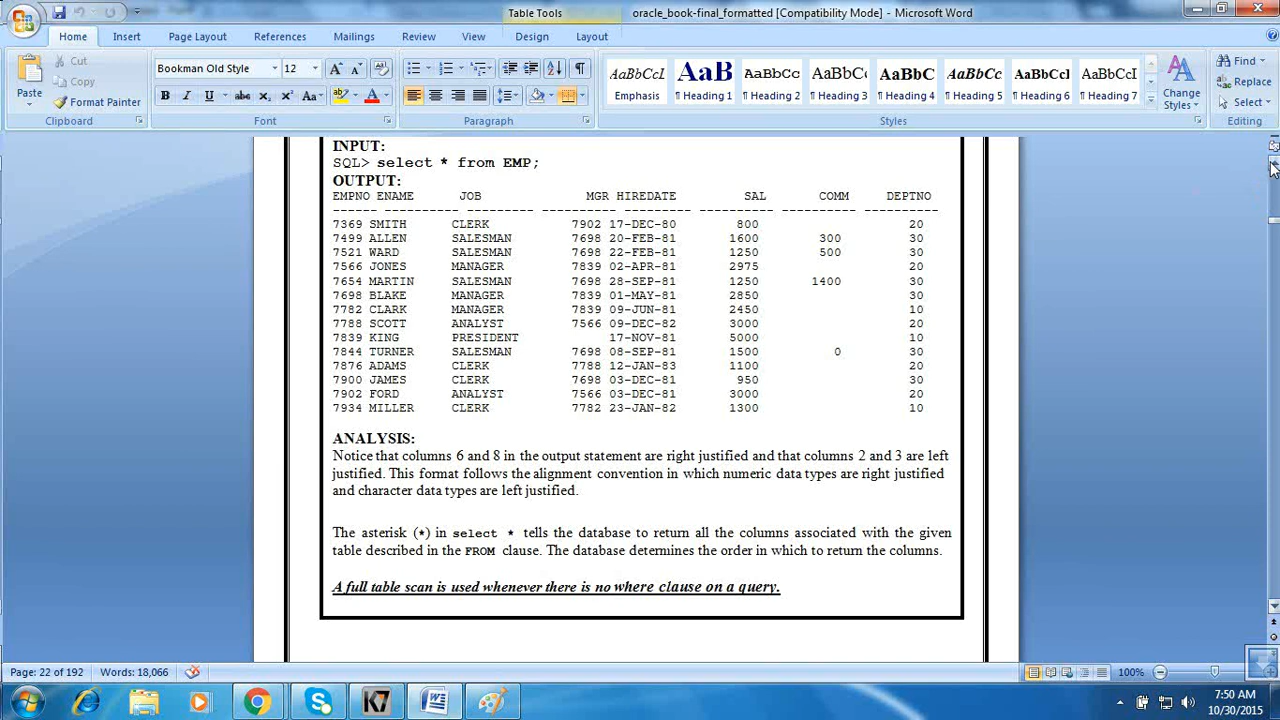 Table Tools
oracle_book-final_formatted [Compatibility Mode] - Microsoft Word
Home Insert Page Layout References Mailings Review View Design Layout
Paste
Cut
Copy
Format Painter
Clipboard
Bookman Old Style 12
B I U abc X₂ X² Aa
Font
Paragraph
AaBbCcI AaB AaBbCc AaBbCcI AaBbC AaBbCc AaBbCcI AaBbCcI
Emphasis ¶ Heading 1 ¶ Heading 2 ¶ Heading 3 ¶ Heading 4 ¶ Heading 5 ¶ Heading 6 ¶ Heading 7
Styles
Change Styles
Find
Replace
Select
Editing
INPUT:
SQL> select * from EMP;
OUTPUT:
EMPNO ENAME JOB MGR HIREDATE SAL COMM DEPTNO
------ ---------- --------- --------- --------- --------- --------- ---------
7369 SMITH CLERK 7902 17-DEC-80 800 20
7499 ALLEN SALESMAN 7698 20-FEB-81 1600 300 30
7521 WARD SALESMAN 7698 22-FEB-81 1250 500 30
7566 JONES MANAGER 7839 02-APR-81 2975 20
7654 MARTIN SALESMAN 7698 28-SEP-81 1250 1400 30
7698 BLAKE MANAGER 7839 01-MAY-81 2850 30
7782 CLARK MANAGER 7839 09-JUN-81 2450 10
7788 SCOTT ANALYST 7566 09-DEC-82 3000 20
7839 KING PRESIDENT 17-NOV-81 5000 10
7844 TURNER SALESMAN 7698 08-SEP-81 1500 0 30
7876 ADAMS CLERK 7788 12-JAN-83 1100 20
7900 JAMES CLERK 7698 03-DEC-81 950 30
7902 FORD ANALYST 7566 03-DEC-81 3000 20
7934 MILLER CLERK 7782 23-JAN-82 1300 10
ANALYSIS:
Notice that columns 6 and 8 in the output statement are right justified and that columns 2 and 3 are left
justified. This format follows the alignment convention in which numeric data types are right justified
and character data types are left justified.
The asterisk (*) in select * tells the database to return all the columns associated with the given
table described in the FROM clause. The database determines the order in which to return the columns.
A full table scan is used whenever there is no where clause on a query.
Page: 22 of 192 Words: 18,066 100%
K7
7:50 AM
10/30/2015